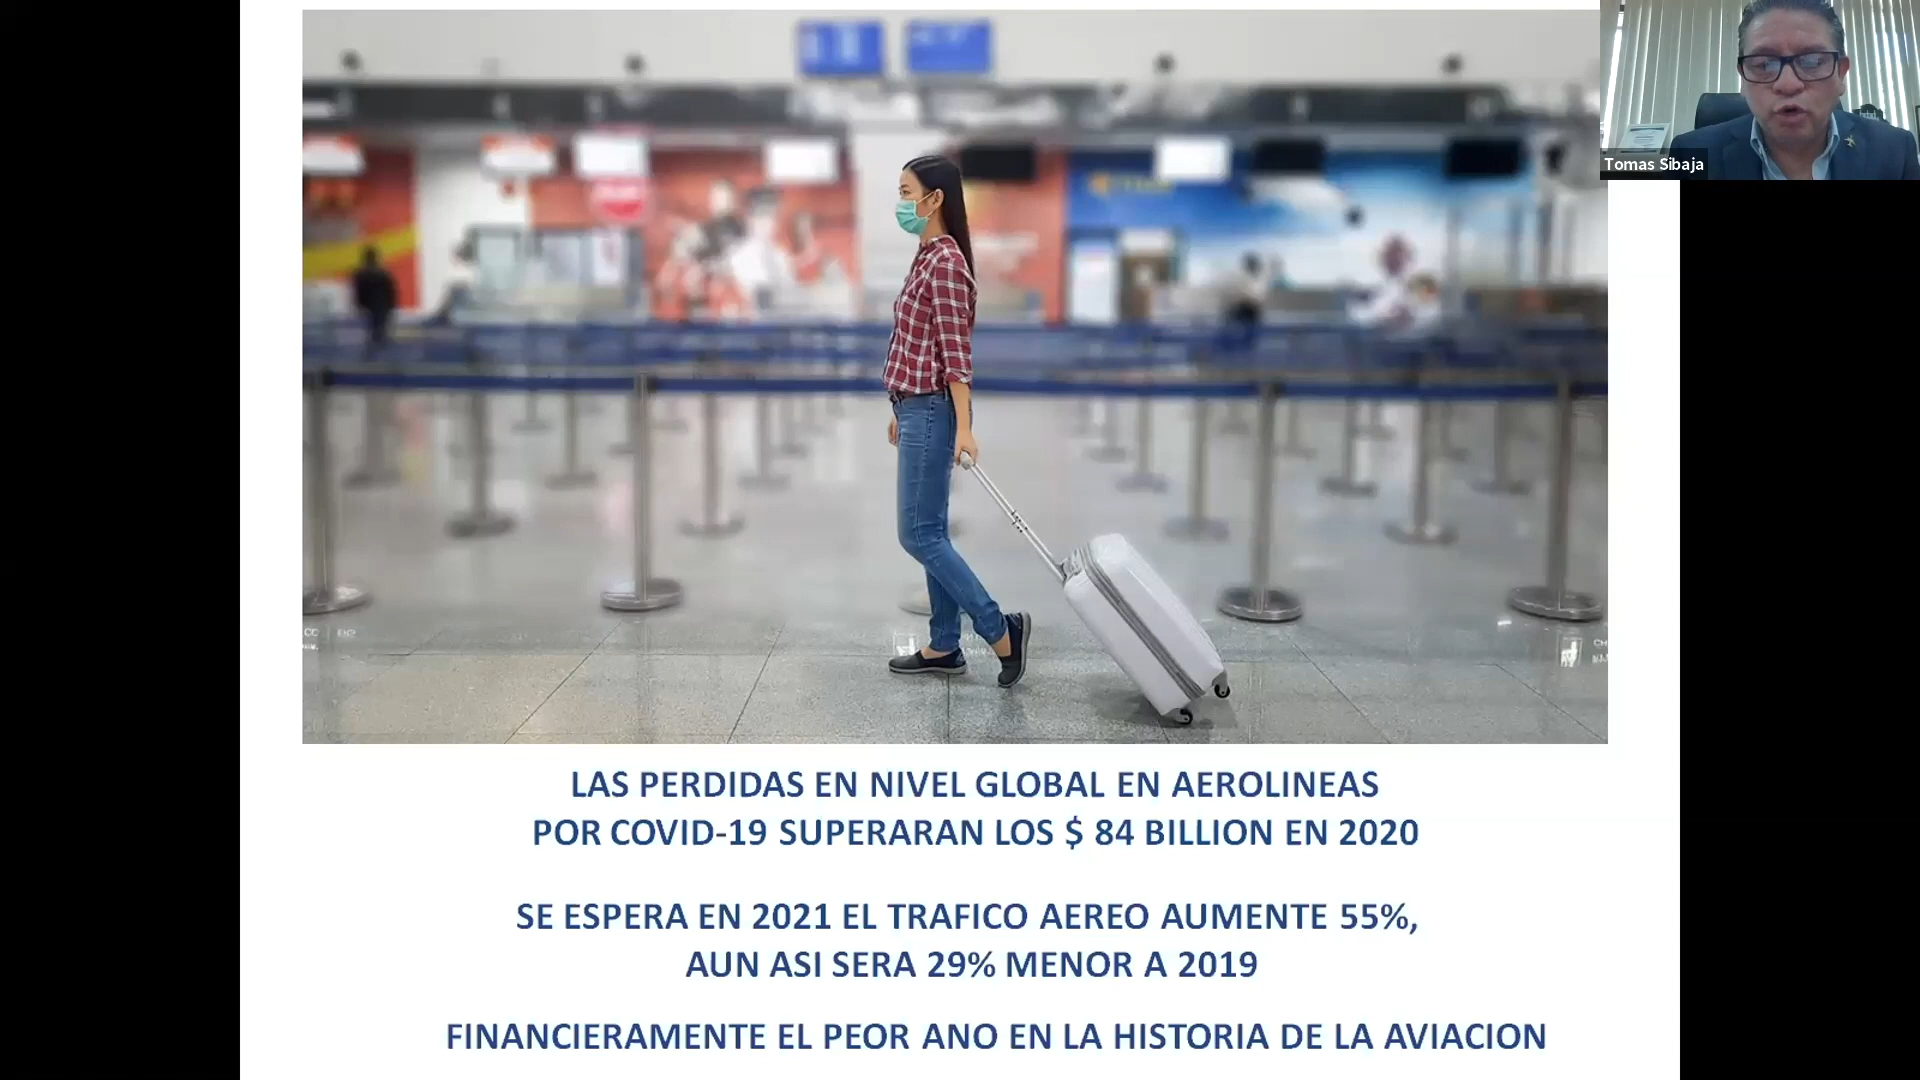 Tomas Sibaja
LAS PERDIDAS EN NIVEL GLOBAL EN AEROLINEAS
POR COVID-19 SUPERARAN LOS $ 84 BILLION EN 2020
SE ESPERA EN 2021 EL TRAFICO AEREO AUMENTE 55%,
AUN ASI SERA 29% MENOR A 2019
FINANCIERAMENTE EL PEOR ANO EN LA HISTORIA DE LA AVIACION